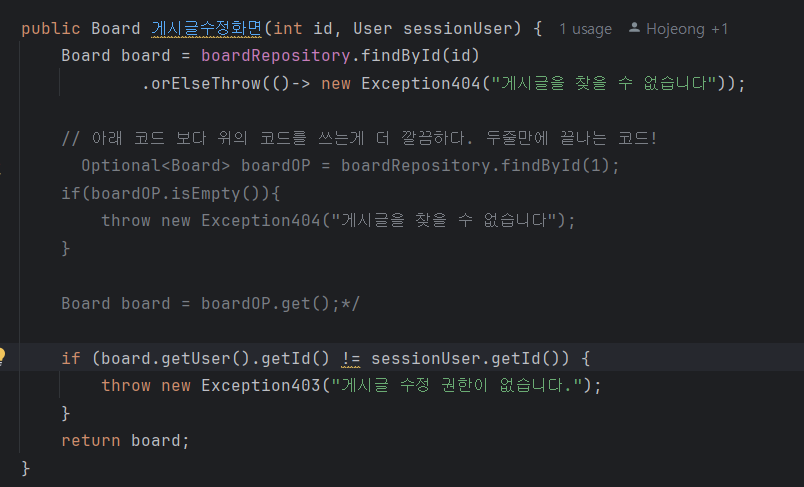 public Board 게시글수정화면(int id, User sessionUser) { 1 usage Hojeong +1
Board board = boardRepository.findById(id)
.orElseThrow(()-> new Exception404("게시글을 찾을 수 없습니다"));
// 아래 코드 보다 위의 코드를 쓰는게 더 깔끔하다. 두줄만에 끝나는 코드!
Optional<Board> boardOP = boardRepository.findById(1);
if(boardOP.isEmpty()){
throw new Exception404("게시글을 찾을 수 없습니다");
}
Board board = boardOP.get();*/
if (board.getUser().getId() != sessionUser.getId()) {
throw new Exception403("게시글 수정 권한이 없습니다.");
}
return board;
}